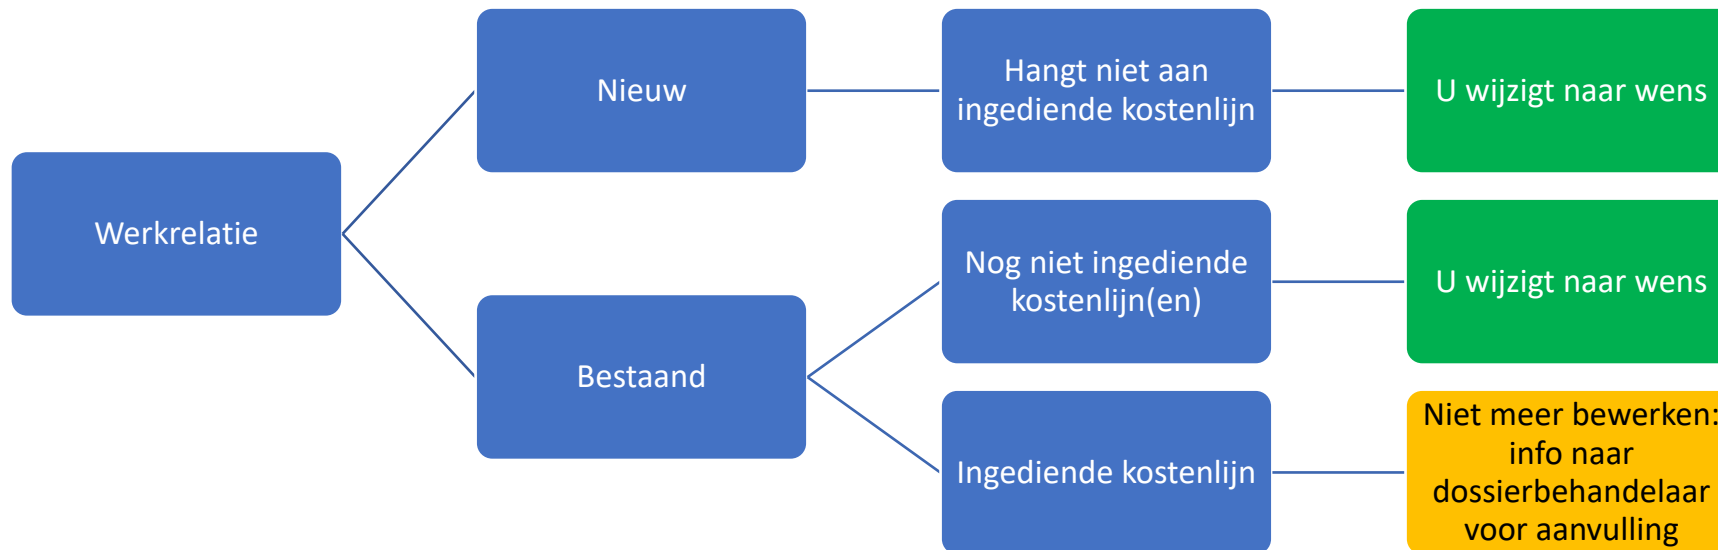 Werkrelatie
Nieuw
Hangt niet aan
ingediende kostenlijn
U wijzigt naar wens
Bestaand
Nog niet ingediende
kostenlijn(en)
U wijzigt naar wens
Ingediende kostenlijn
Niet meer bewerken:
info naar
dossierbehandelaar
voor aanvulling